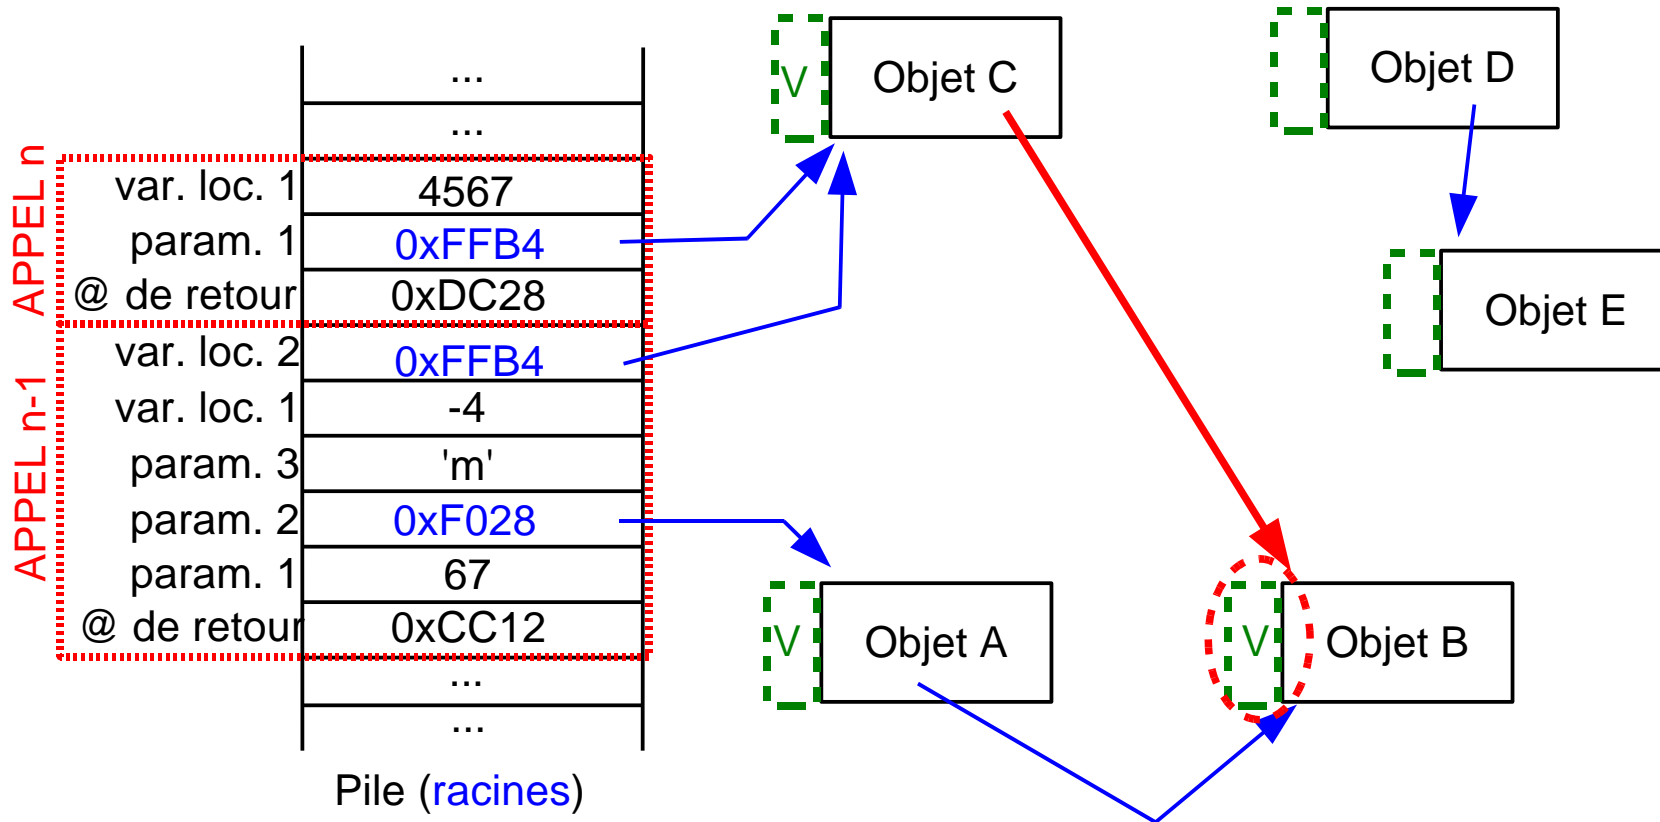 ...
...
APPEL n
var. loc. 1 4567
param. 1 0xFFB4
@ de retour 0xDC28
APPEL n-1
var. loc. 2 0xFFB4
var. loc. 1 -4
param. 3 'm'
param. 2 0xF028
param. 1 67
@ de retour 0xCC12
...
...
Pile (racines)
V Objet C
Objet D
Objet E
V Objet A
V Objet B